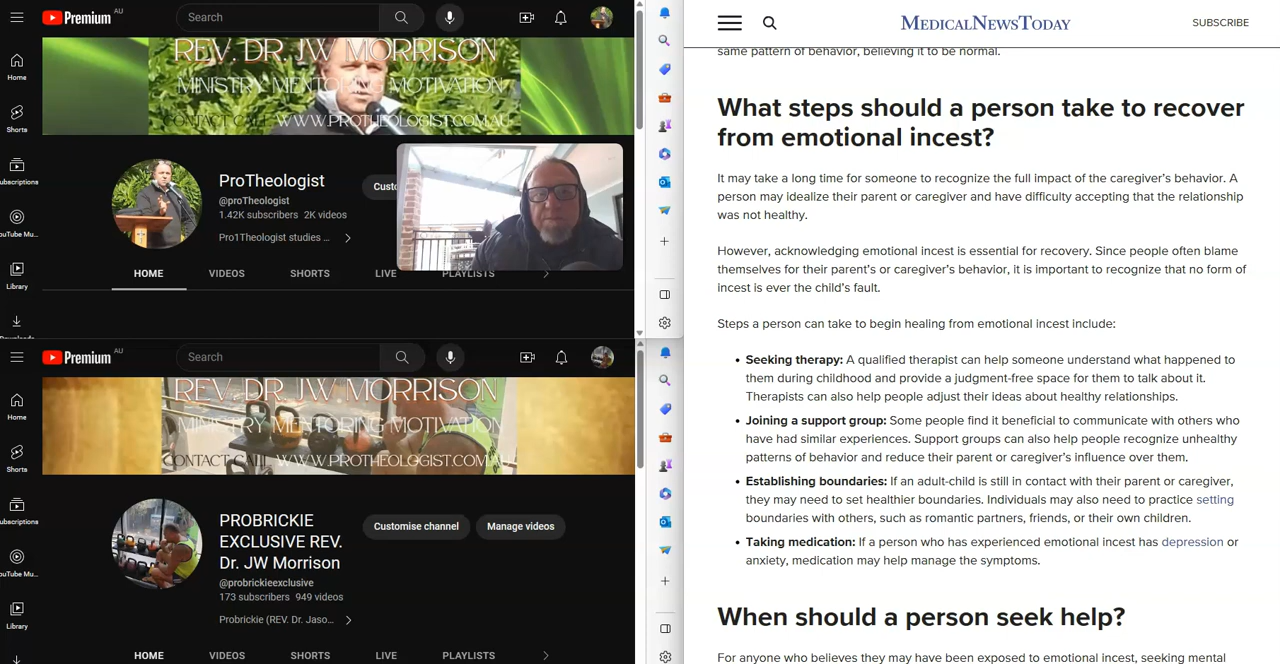 Premium AU
Search
Home
Shorts
ubscriptions
ouTube Mu...
Library
REV. DR. JW MORRISON
MINISTRY MENTORING MOTIVATION
CONTACT CALL WWW.PROTHEOLOGIST.COM.AU
ProTheologist
@proTheologist
1.42K subscribers 2K videos
Pro1Theologist studies ...
Custo
HOME VIDEOS SHORTS LIVE PLAYLISTS
Premium AU
Search
Home
Shorts
ubscriptions
ouTube Mu...
Library
REV. DR. JW MORRISON
MINISTRY MENTORING MOTIVATION
CONTACT CALL WWW.PROTHEOLOGIST.COM.AU
PROBRICKIE
EXCLUSIVE REV.
Dr. JW Morrison
@probrickieexclusive
173 subscribers 949 videos
Probrickie (REV. Dr. Jaso...
Customise channel
Manage videos
HOME VIDEOS SHORTS LIVE PLAYLISTS
MEDICALNEWSTODAY
SUBSCRIBE
same pattern of behavior, believing it to be normal.
What steps should a person take to recover
from emotional incest?
It may take a long time for someone to recognize the full impact of the caregiver's behavior. A
person may idealize their parent or caregiver and have difficulty accepting that the relationship
was not healthy.
However, acknowledging emotional incest is essential for recovery. Since people often blame
themselves for their parent's or caregiver's behavior, it is important to recognize that no form of
incest is ever the child's fault.
Steps a person can take to begin healing from emotional incest include:
• Seeking therapy: A qualified therapist can help someone understand what happened to
them during childhood and provide a judgment-free space for them to talk about it.
Therapists can also help people adjust their ideas about healthy relationships.
• Joining a support group: Some people find it beneficial to communicate with others who
have had similar experiences. Support groups can also help people recognize unhealthy
patterns of behavior and reduce their parent or caregiver's influence over them.
• Establishing boundaries: If an adult-child is still in contact with their parent or caregiver,
they may need to set healthier boundaries. Individuals may also need to practice setting
boundaries with others, such as romantic partners, friends, or their own children.
• Taking medication: If a person who has experienced emotional incest has depression or
anxiety, medication may help manage the symptoms.
When should a person seek help?
For anyone who believes they may have been exposed to emotional incest, seeking mental